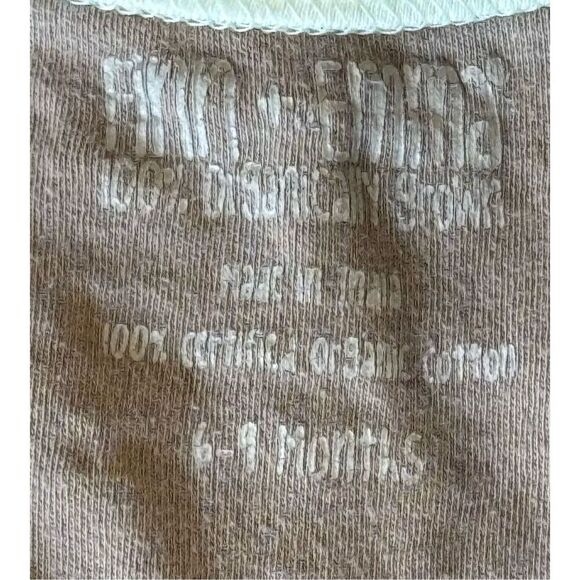 Finn + Emma
100% Organically Grown
Made in India
100% Certified Organic Cotton
6-9 Months